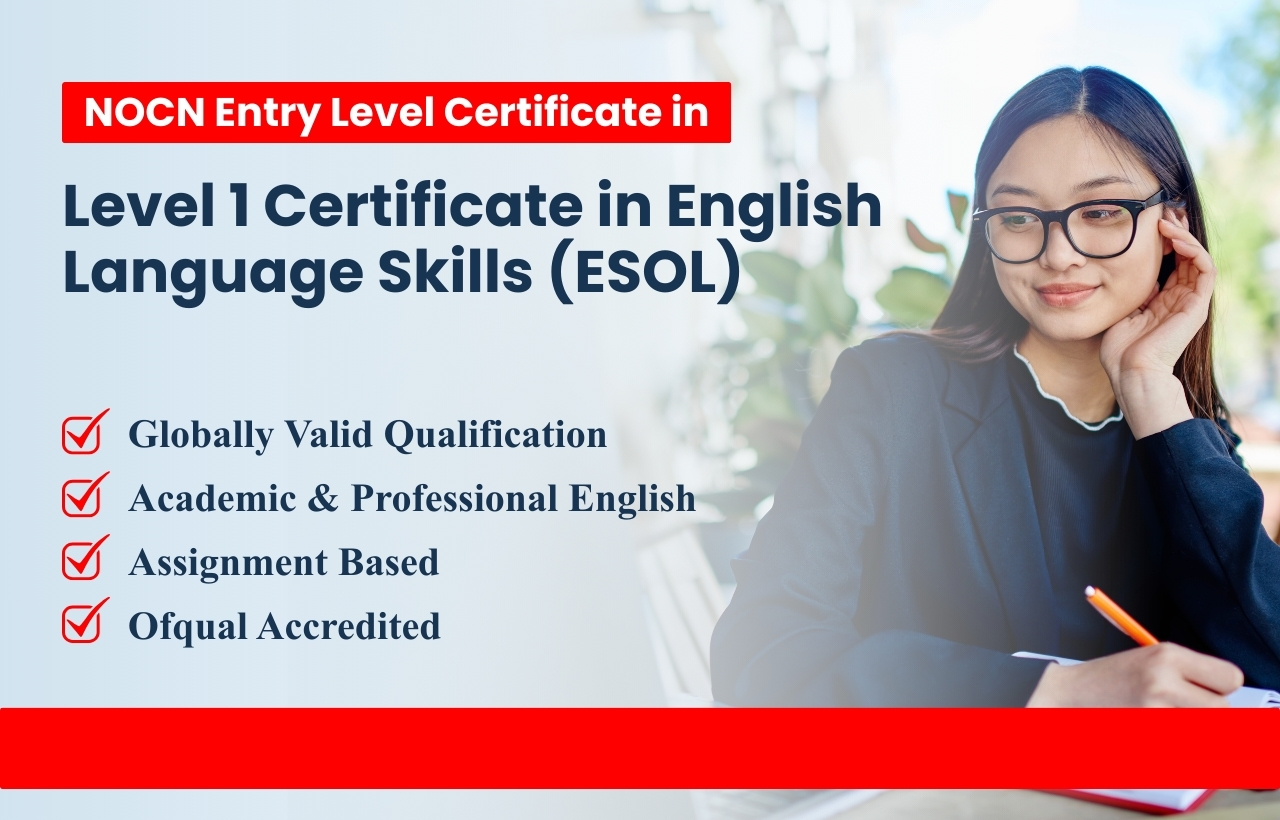 NOCN Entry Level Certificate in
Level 1 Certificate in English
Language Skills (ESOL)
Globally Valid Qualification
Academic & Professional English
Assignment Based
Ofqual Accredited